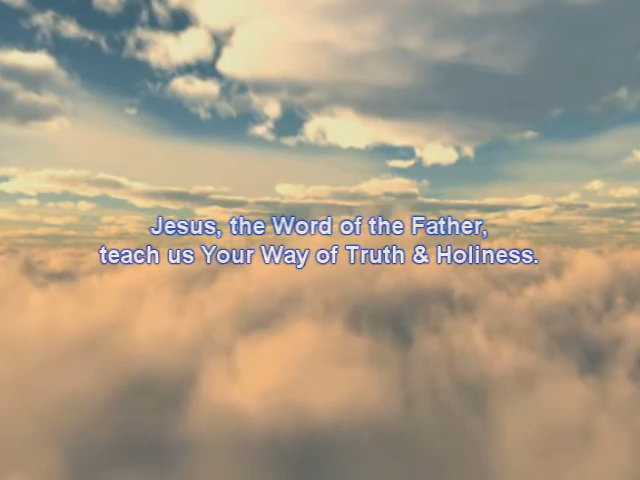 Jesus, the Word of the Father,
teach us Your Way of Truth & Holiness.